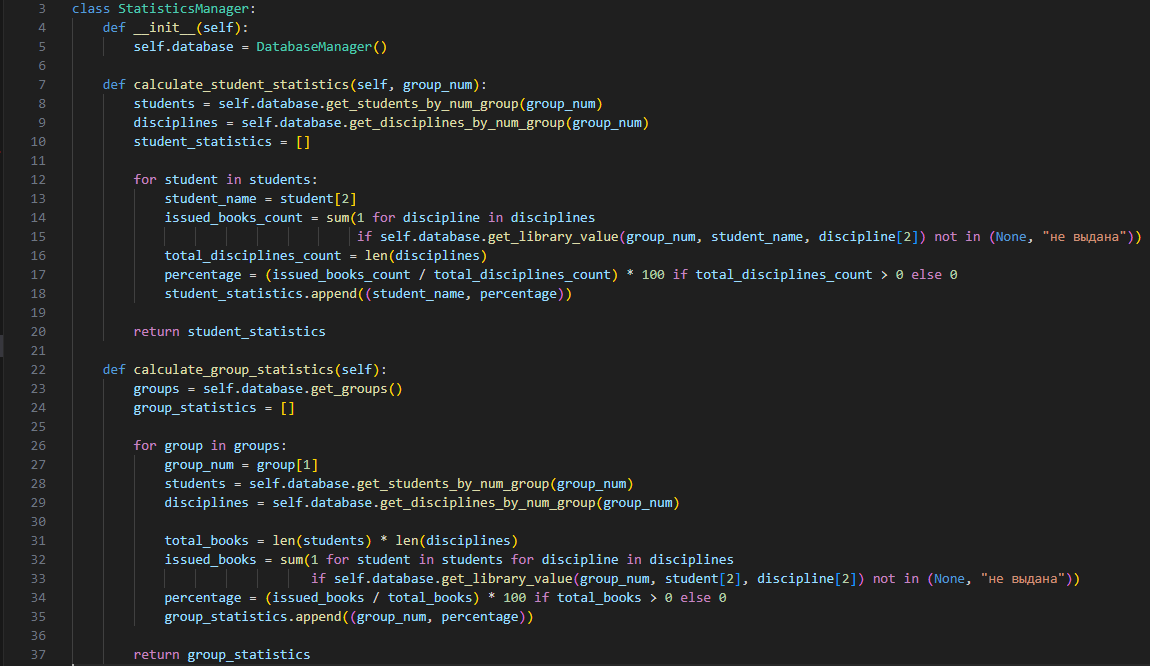 3 class StatisticsManager:
4     def __init__(self):
5         self.database = DatabaseManager()
6
7     def calculate_student_statistics(self, group_num):
8         students = self.database.get_students_by_num_group(group_num)
9         disciplines = self.database.get_disciplines_by_num_group(group_num)
10         student_statistics = []
11
12         for student in students:
13             student_name = student[2]
14             issued_books_count = sum(1 for discipline in disciplines
15                                      if self.database.get_library_value(group_num, student_name, discipline[2]) not in (None, "не выдана"))
16             total_disciplines_count = len(disciplines)
17             percentage = (issued_books_count / total_disciplines_count) * 100 if total_disciplines_count > 0 else 0
18             student_statistics.append((student_name, percentage))
19
20         return student_statistics
21
22     def calculate_group_statistics(self):
23         groups = self.database.get_groups()
24         group_statistics = []
25
26         for group in groups:
27             group_num = group[1]
28             students = self.database.get_students_by_num_group(group_num)
29             disciplines = self.database.get_disciplines_by_num_group(group_num)
30
31             total_books = len(students) * len(disciplines)
32             issued_books = sum(1 for student in students for discipline in disciplines
33                                if self.database.get_library_value(group_num, student[2], discipline[2]) not in (None, "не выдана"))
34             percentage = (issued_books / total_books) * 100 if total_books > 0 else 0
35             group_statistics.append((group_num, percentage))
36
37         return group_statistics